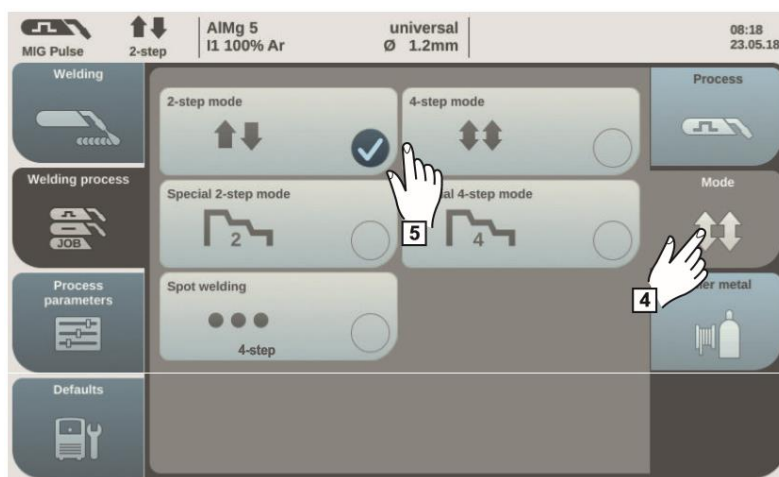 MIG Pulse
2-step
AlMg 5
I1 100% Ar
universal
Ø 1.2mm
08:18
23.05.18
Welding
Welding process
JOB
Process
parameters
Defaults
2-step mode
4-step mode
Special 2-step mode
2
al 4-step mode
4
Spot welding
4-step
5
4
Process
Mode
er metal